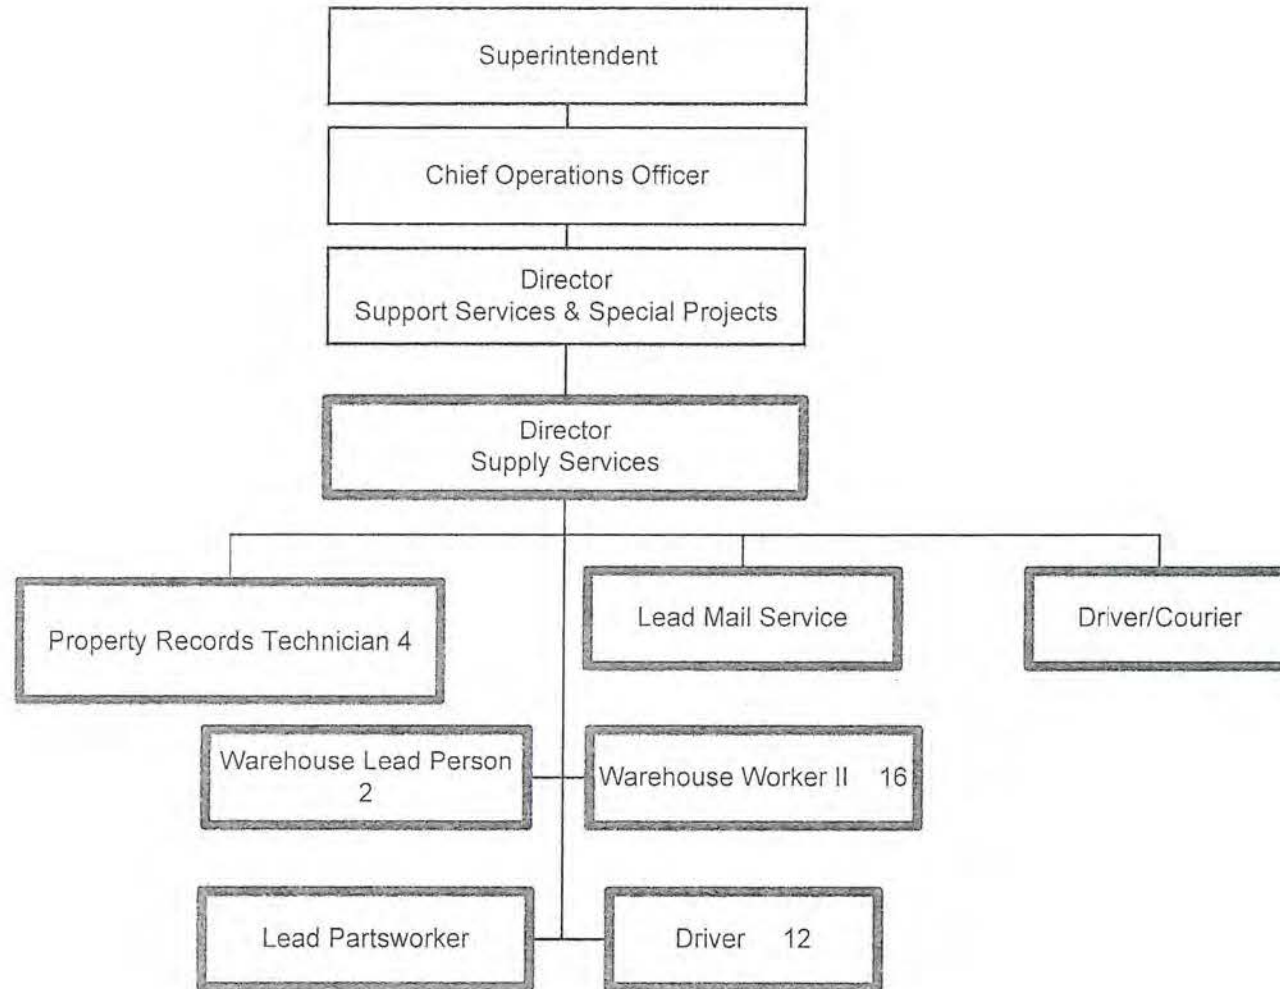 Superintendent
Chief Operations Officer
Director
Support Services & Special Projects
Director
Supply Services
Property Records Technician 4
Lead Mail Service
Driver/Courier
Warehouse Lead Person
2
Warehouse Worker II 16
Lead Partsworker
Driver 12